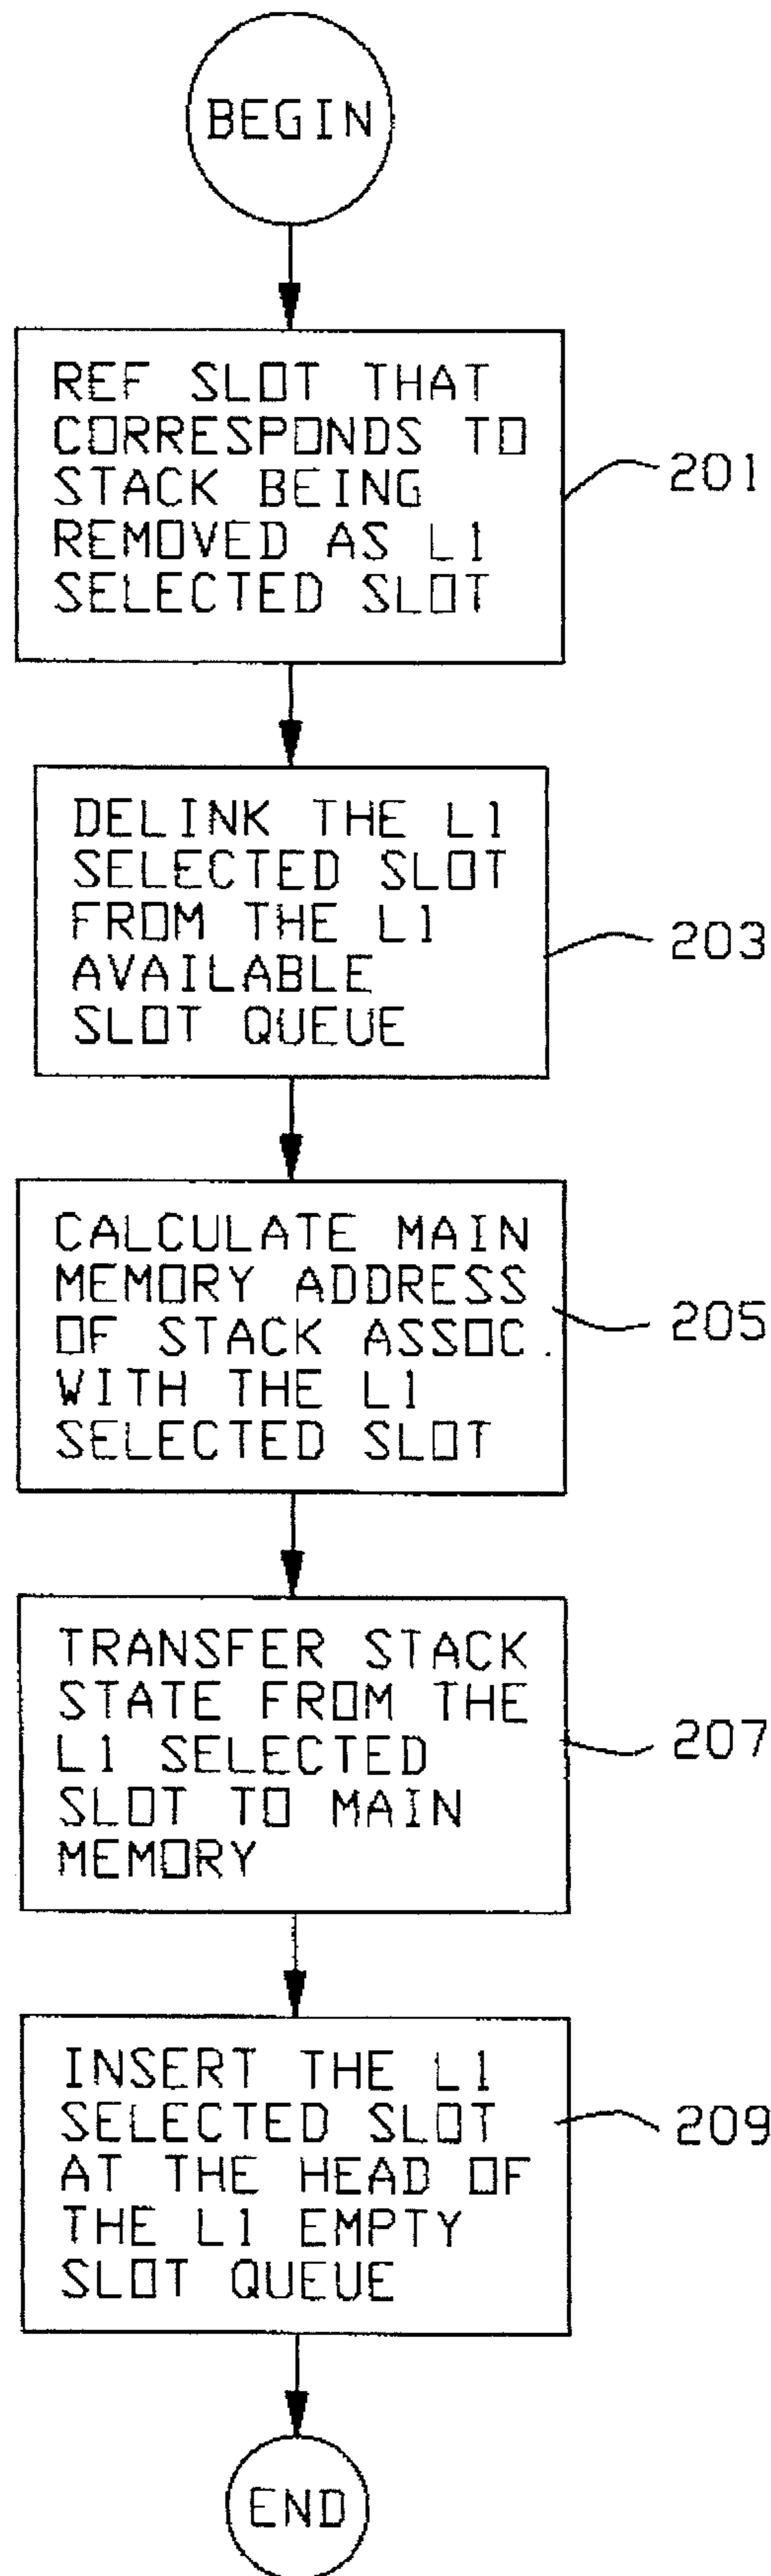 BEGIN
REF SLOT THAT
CORRESPONDS TO
STACK BEING
REMOVED AS L1
SELECTED SLOT
201
DELINK THE L1
SELECTED SLOT
FROM THE L1
AVAILABLE
SLOT QUEUE
203
CALCULATE MAIN
MEMORY ADDRESS
OF STACK ASSOC.
WITH THE L1
SELECTED SLOT
205
TRANSFER STACK
STATE FROM THE
L1 SELECTED
SLOT TO MAIN
MEMORY
207
INSERT THE L1
SELECTED SLOT
AT THE HEAD OF
THE L1 EMPTY
SLOT QUEUE
209
END